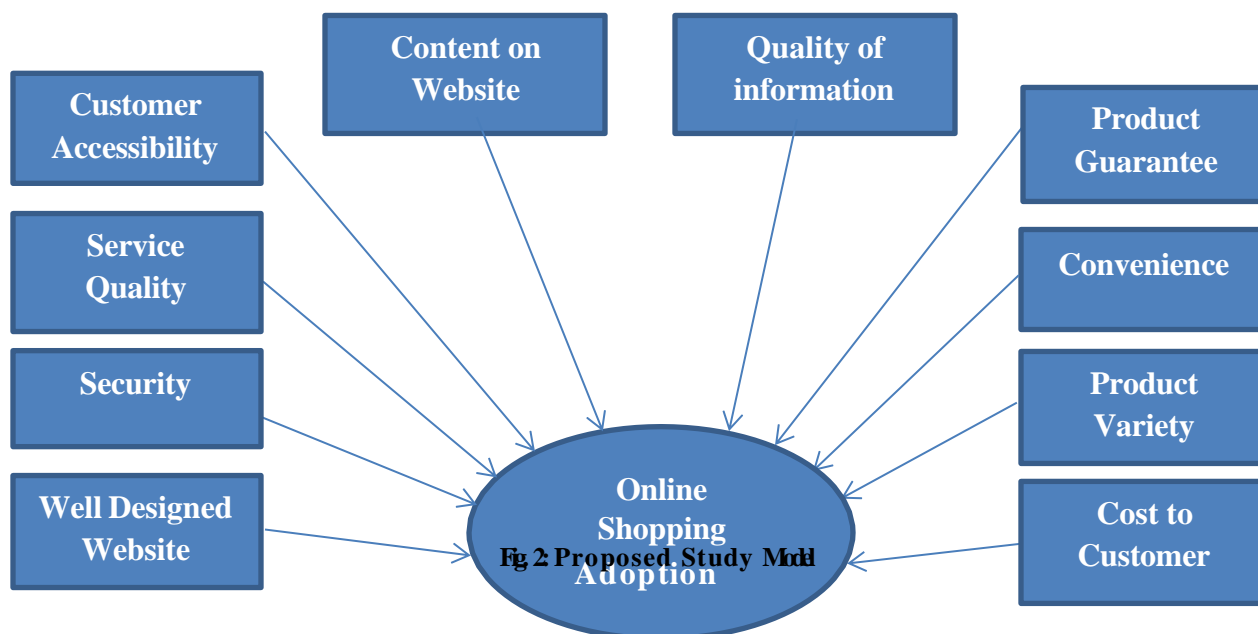 Content on
Website
Quality of
information
Customer
Accessibility
Product
Guarantee
Service
Quality
Convenience
Security
Product
Variety
Well Designed
Website
Cost to
Customer
Online
Shopping
Fig. 2: Proposed Study Model
Adoption